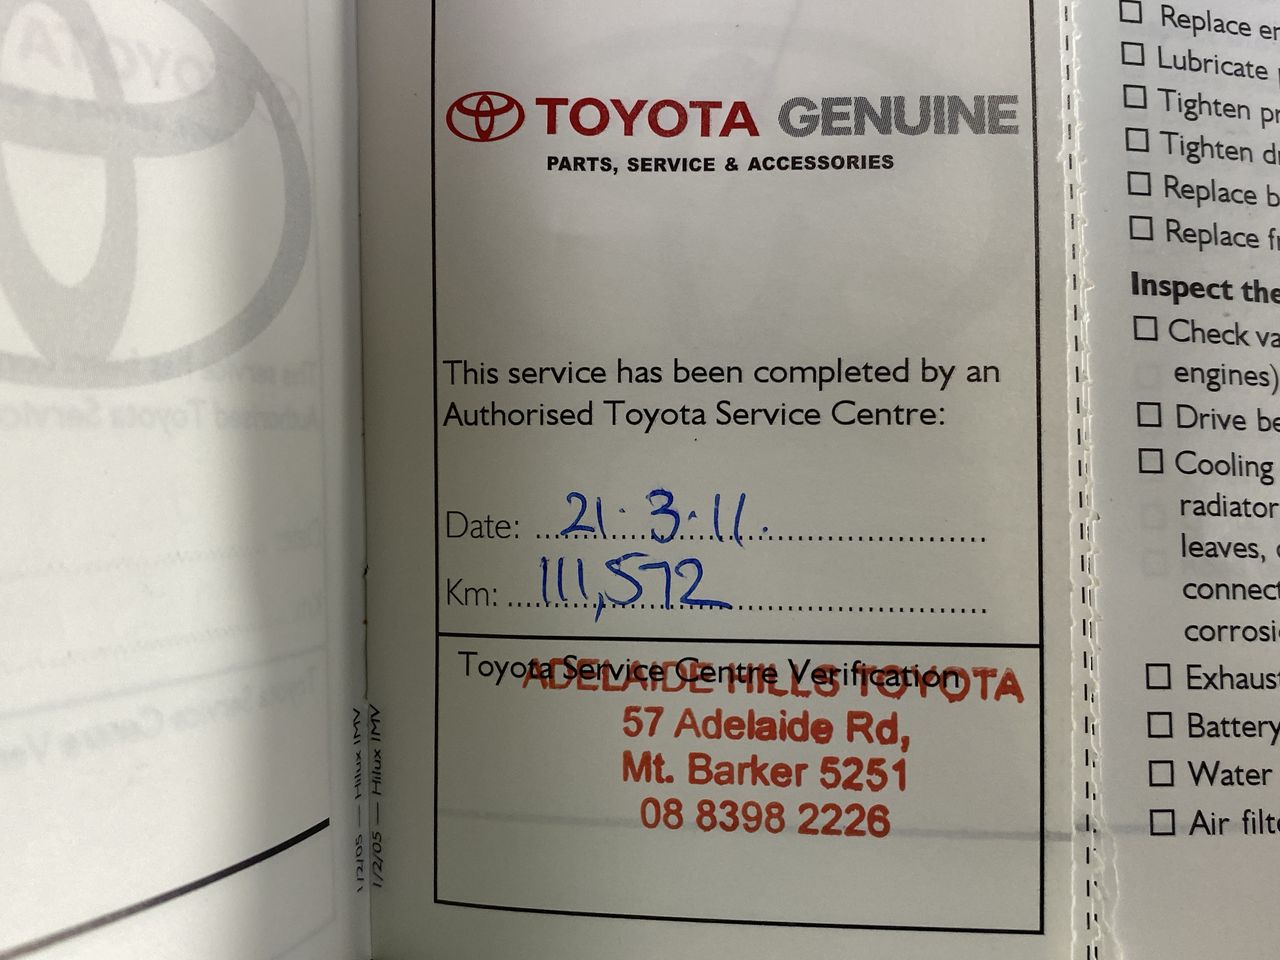 TOYOTA GENUINE
PARTS, SERVICE & ACCESSORIES
This service has been completed by an
Authorised Toyota Service Centre:
Date: 21.3.11.
Km: 111,572
Toyota Service Centre Verification
ADELAIDE HILLS TOYOTA
57 Adelaide Rd,
Mt. Barker 5251
08 8398 2226
1/2/05 — Hilux IMV
1/2/05 — Hilux IMV
Replace
Lubricate
Tighten
Tighten
Replace
Replace
Inspect the
Check
engines)
Drive
Cooling
radiator
leaves,
Exhaust
Battery
Water
Air